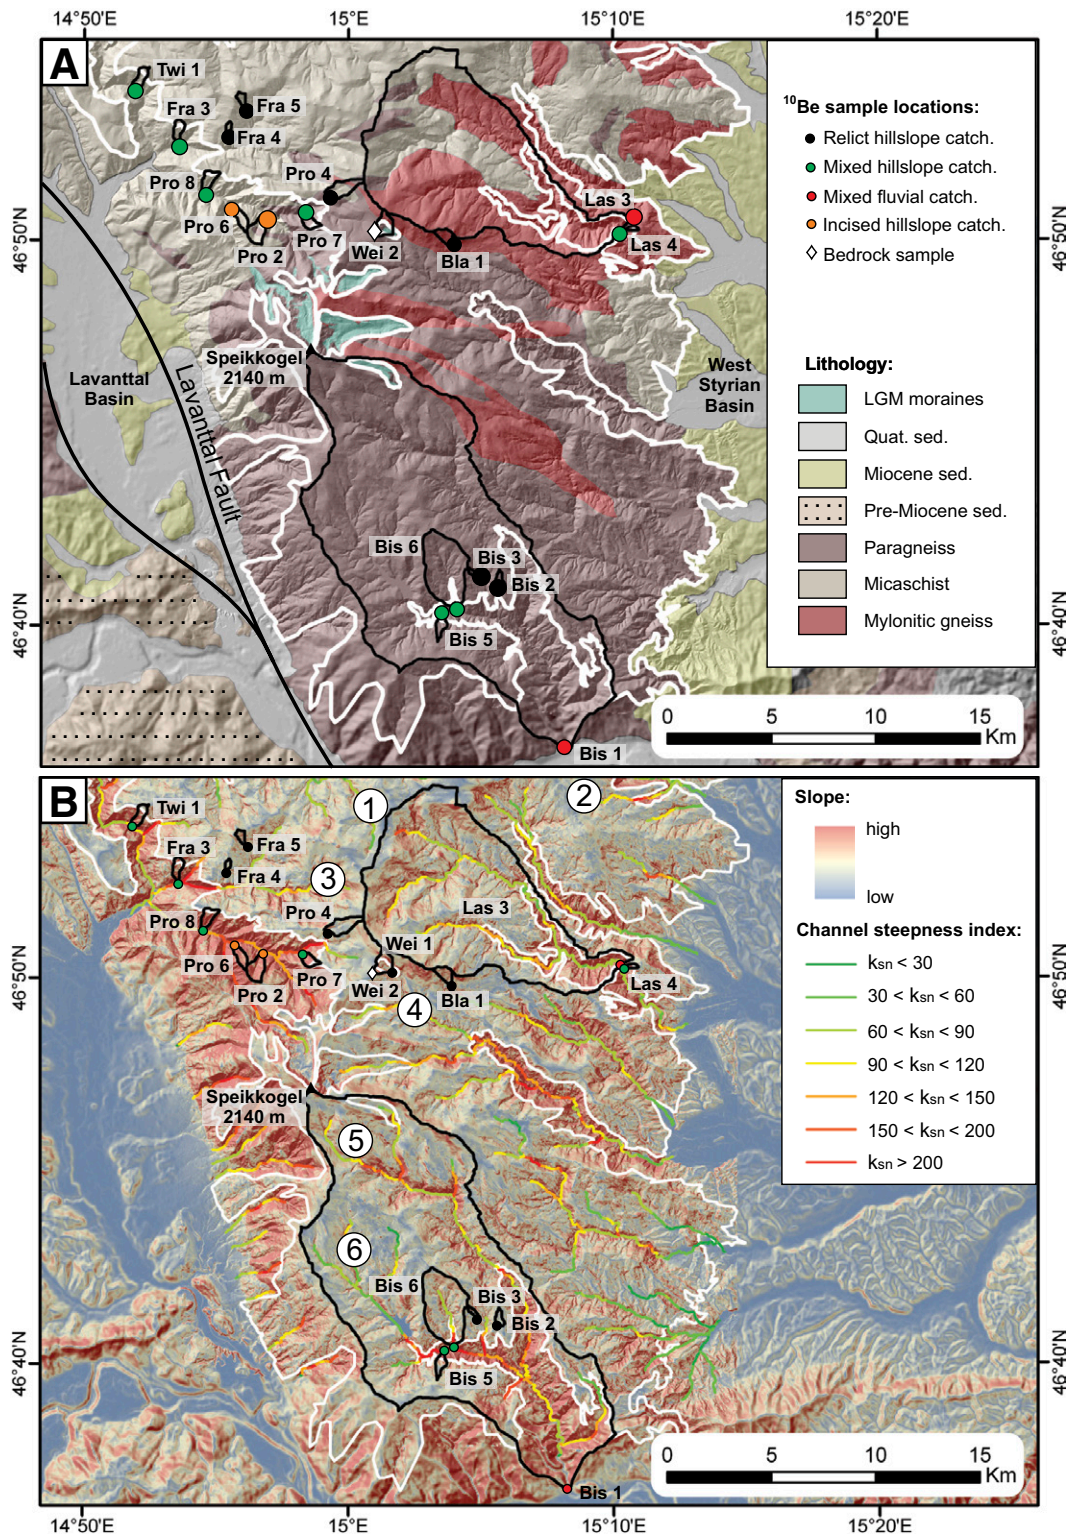 14°50'E
15°E
15°10'E
15°20'E
A
Twi 1
Fra 3
Fra 5
Fra 4
Pro 8
Pro 4
Pro 6
Pro 2
Pro 7
Wei 2
Bla 1
Las 3
Las 4
46°50'N
46°50'N
Speikkogel
2140 m
Lavanttal
Basin
Lavanttal Fault
West
Styrian
Basin
Bis 6
Bis 3
Bis 2
Bis 5
Bis 1
46°40'N
46°40'N
10Be sample locations:
Relict hillslope catch.
Mixed hillslope catch.
Mixed fluvial catch.
Incised hillslope catch.
Bedrock sample
Lithology:
LGM moraines
Quat. sed.
Miocene sed.
Pre-Miocene sed.
Paragneiss
Micaschist
Mylonitic gneiss
0 5 10 15
Km
B
Twi 1
Fra 3
Fra 5
Fra 4
1
2
3
Pro 8
Pro 4
Pro 6
Pro 2
Pro 7
Wei 1
Wei 2
Bla 1
Las 3
Las 4
4
46°50'N
46°50'N
Speikkogel
2140 m
5
6
Bis 6
Bis 3
Bis 2
Bis 5
Bis 1
46°40'N
46°40'N
Slope:
high
low
Channel steepness index:
ksn < 30
30 < ksn < 60
60 < ksn < 90
90 < ksn < 120
120 < ksn < 150
150 < ksn < 200
ksn > 200
0 5 10 15
Km
14°50'E
15°E
15°10'E
15°20'E